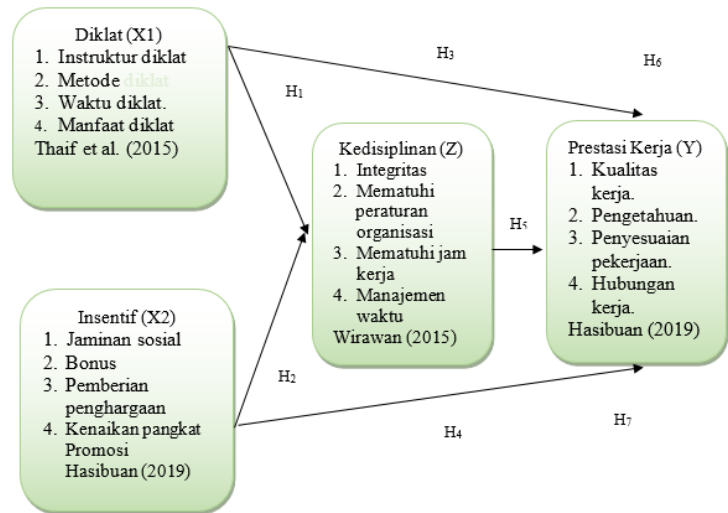 Diklat (X1)
1. Instruktur diklat
2. Metode diklat
3. Waktu diklat.
4. Manfaat diklat
Thaif et al. (2015)
H3
H6
H1
Kedisiplinan (Z)
1. Integritas
2. Mematuhi
peraturan
organisasi
3. Mematuhi jam
kerja
4. Manajemen
waktu
Wirawan (2015)
H5
Prestasi Kerja (Y)
1. Kualitas
kerja.
2. Pengetahuan.
3. Penyesuaian
pekerjaan.
4. Hubungan
kerja.
Hasibuan (2019)
Insentif (X2)
1. Jaminan sosial
2. Bonus
3. Pemberian
penghargaan
4. Kenaikan pangkat
Promosi
Hasibuan (2019)
H2
H4
H7